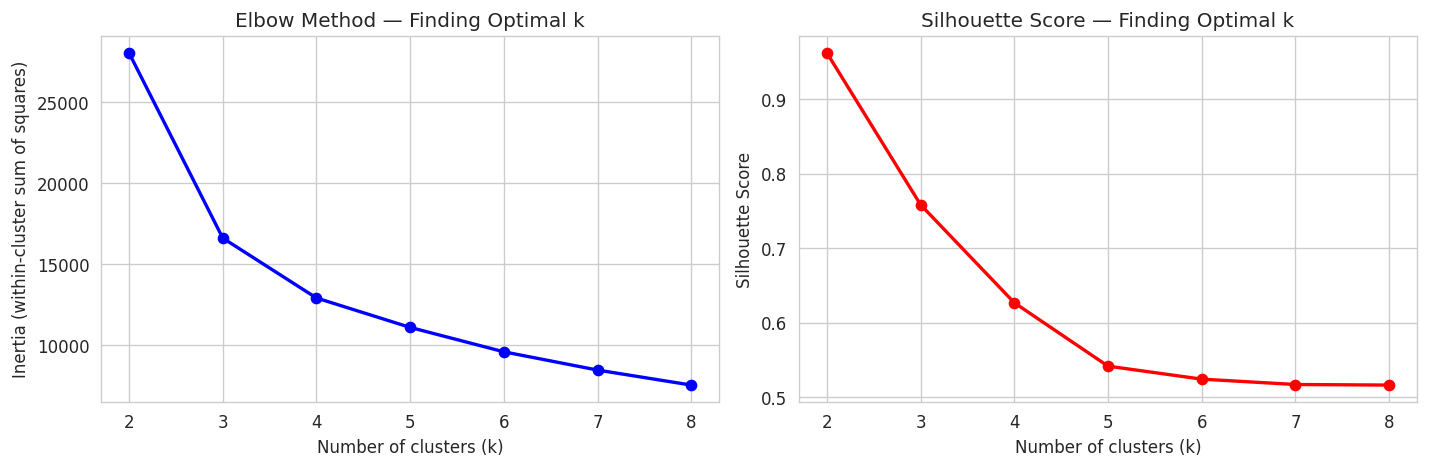 Elbow Method — Finding Optimal k
Inertia (within-cluster sum of squares)
25000
20000
15000
10000
2 3 4 5 6 7 8
Number of clusters (k)
Silhouette Score — Finding Optimal k
Silhouette Score
0.9
0.8
0.7
0.6
0.5
2 3 4 5 6 7 8
Number of clusters (k)